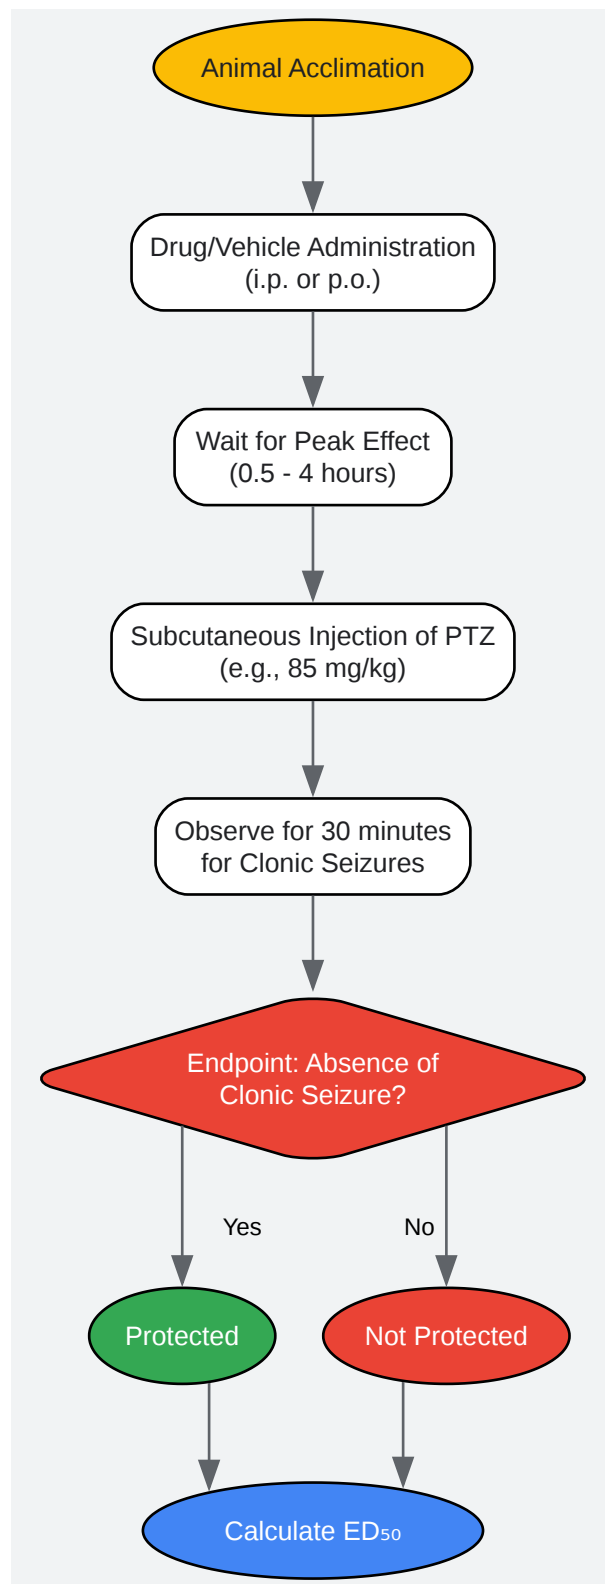 Animal Acclimation
Drug/Vehicle Administration
(i.p. or p.o.)
Wait for Peak Effect
(0.5 - 4 hours)
Subcutaneous Injection of PTZ
(e.g., 85 mg/kg)
Observe for 30 minutes
for Clonic Seizures
Endpoint: Absence of
Clonic Seizure?
Yes
No
Protected
Not Protected
Calculate ED₅₀